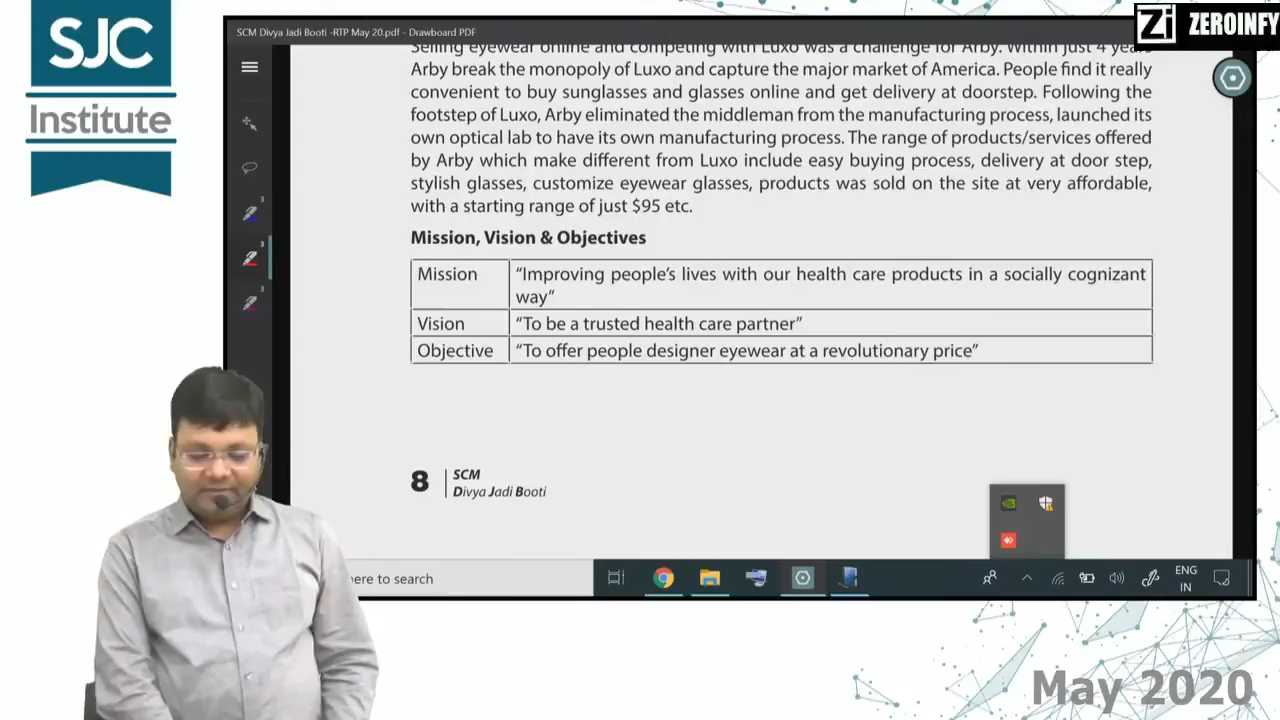 SJC
Institute
SCM Divya Jadi Booti -RTP May 20.pdf - Drawboard PDF
ZEROINFY
Selling eyewear online and competing with Luxo was a challenge for Arby. Within just 4 years
Arby break the monopoly of Luxo and capture the major market of America. People find it really
convenient to buy sunglasses and glasses online and get delivery at doorstep. Following the
footstep of Luxo, Arby eliminated the middleman from the manufacturing process, launched its
own optical lab to have its own manufacturing process. The range of products/services offered
by Arby which make different from Luxo include easy buying process, delivery at door step,
stylish glasses, customize eyewear glasses, products was sold on the site at very affordable,
with a starting range of just $95 etc.
Mission, Vision & Objectives
Mission "Improving people's lives with our health care products in a socially cognizant
way"
Vision "To be a trusted health care partner"
Objective "To offer people designer eyewear at a revolutionary price"
8 SCM
Divya Jadi Booti
here to search
ENG
IN
May 2020